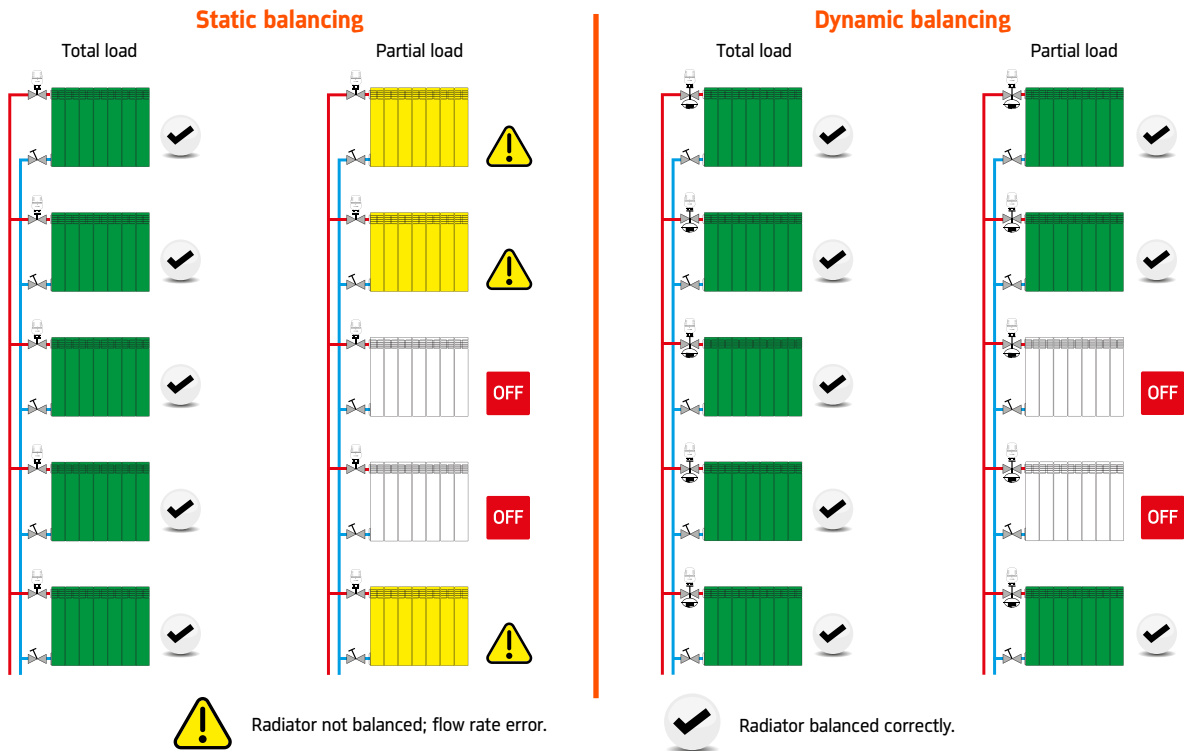 Static balancing
Dynamic balancing
Total load
Partial load
Total load
Partial load
OFF
OFF
OFF
OFF
Radiator not balanced; flow rate error.
Radiator balanced correctly.